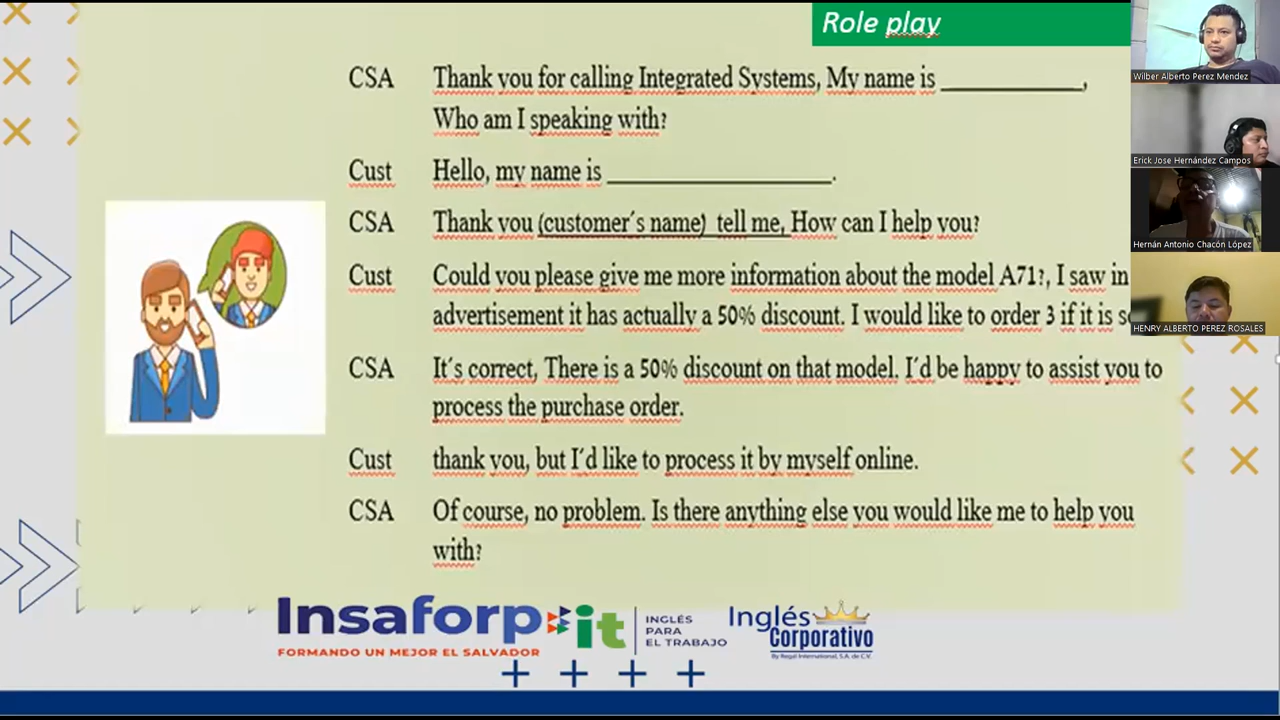 Role play
CSA Thank you for calling Integrated Systems, My name is ____________,
Who am I speaking with?
Cust Hello, my name is ___________________.
CSA Thank you (customer´s name) tell me, How can I help you?
Cust Could you please give me more information about the model A71?, I saw in
advertisement it has actually a 50% discount. I would like to order 3 if it is
CSA It´s correct, There is a 50% discount on that model. I´d be happy to assist you to
process the purchase order.
Cust thank you, but I´d like to process it by myself online.
CSA Of course, no problem. Is there anything else you would like me to help you
with?
Wilber Alberto Perez Mendez
Erick Jose Hernández Campos
Hernán Antonio Chacón López
HENRY ALBERTO PEREZ ROSALES
Insaforp
FORMANDO UN MEJOR EL SALVADOR
it
INGLÉS
PARA
EL TRABAJO
Inglés
Corporativo
By Regal International, S.A. de C.V.